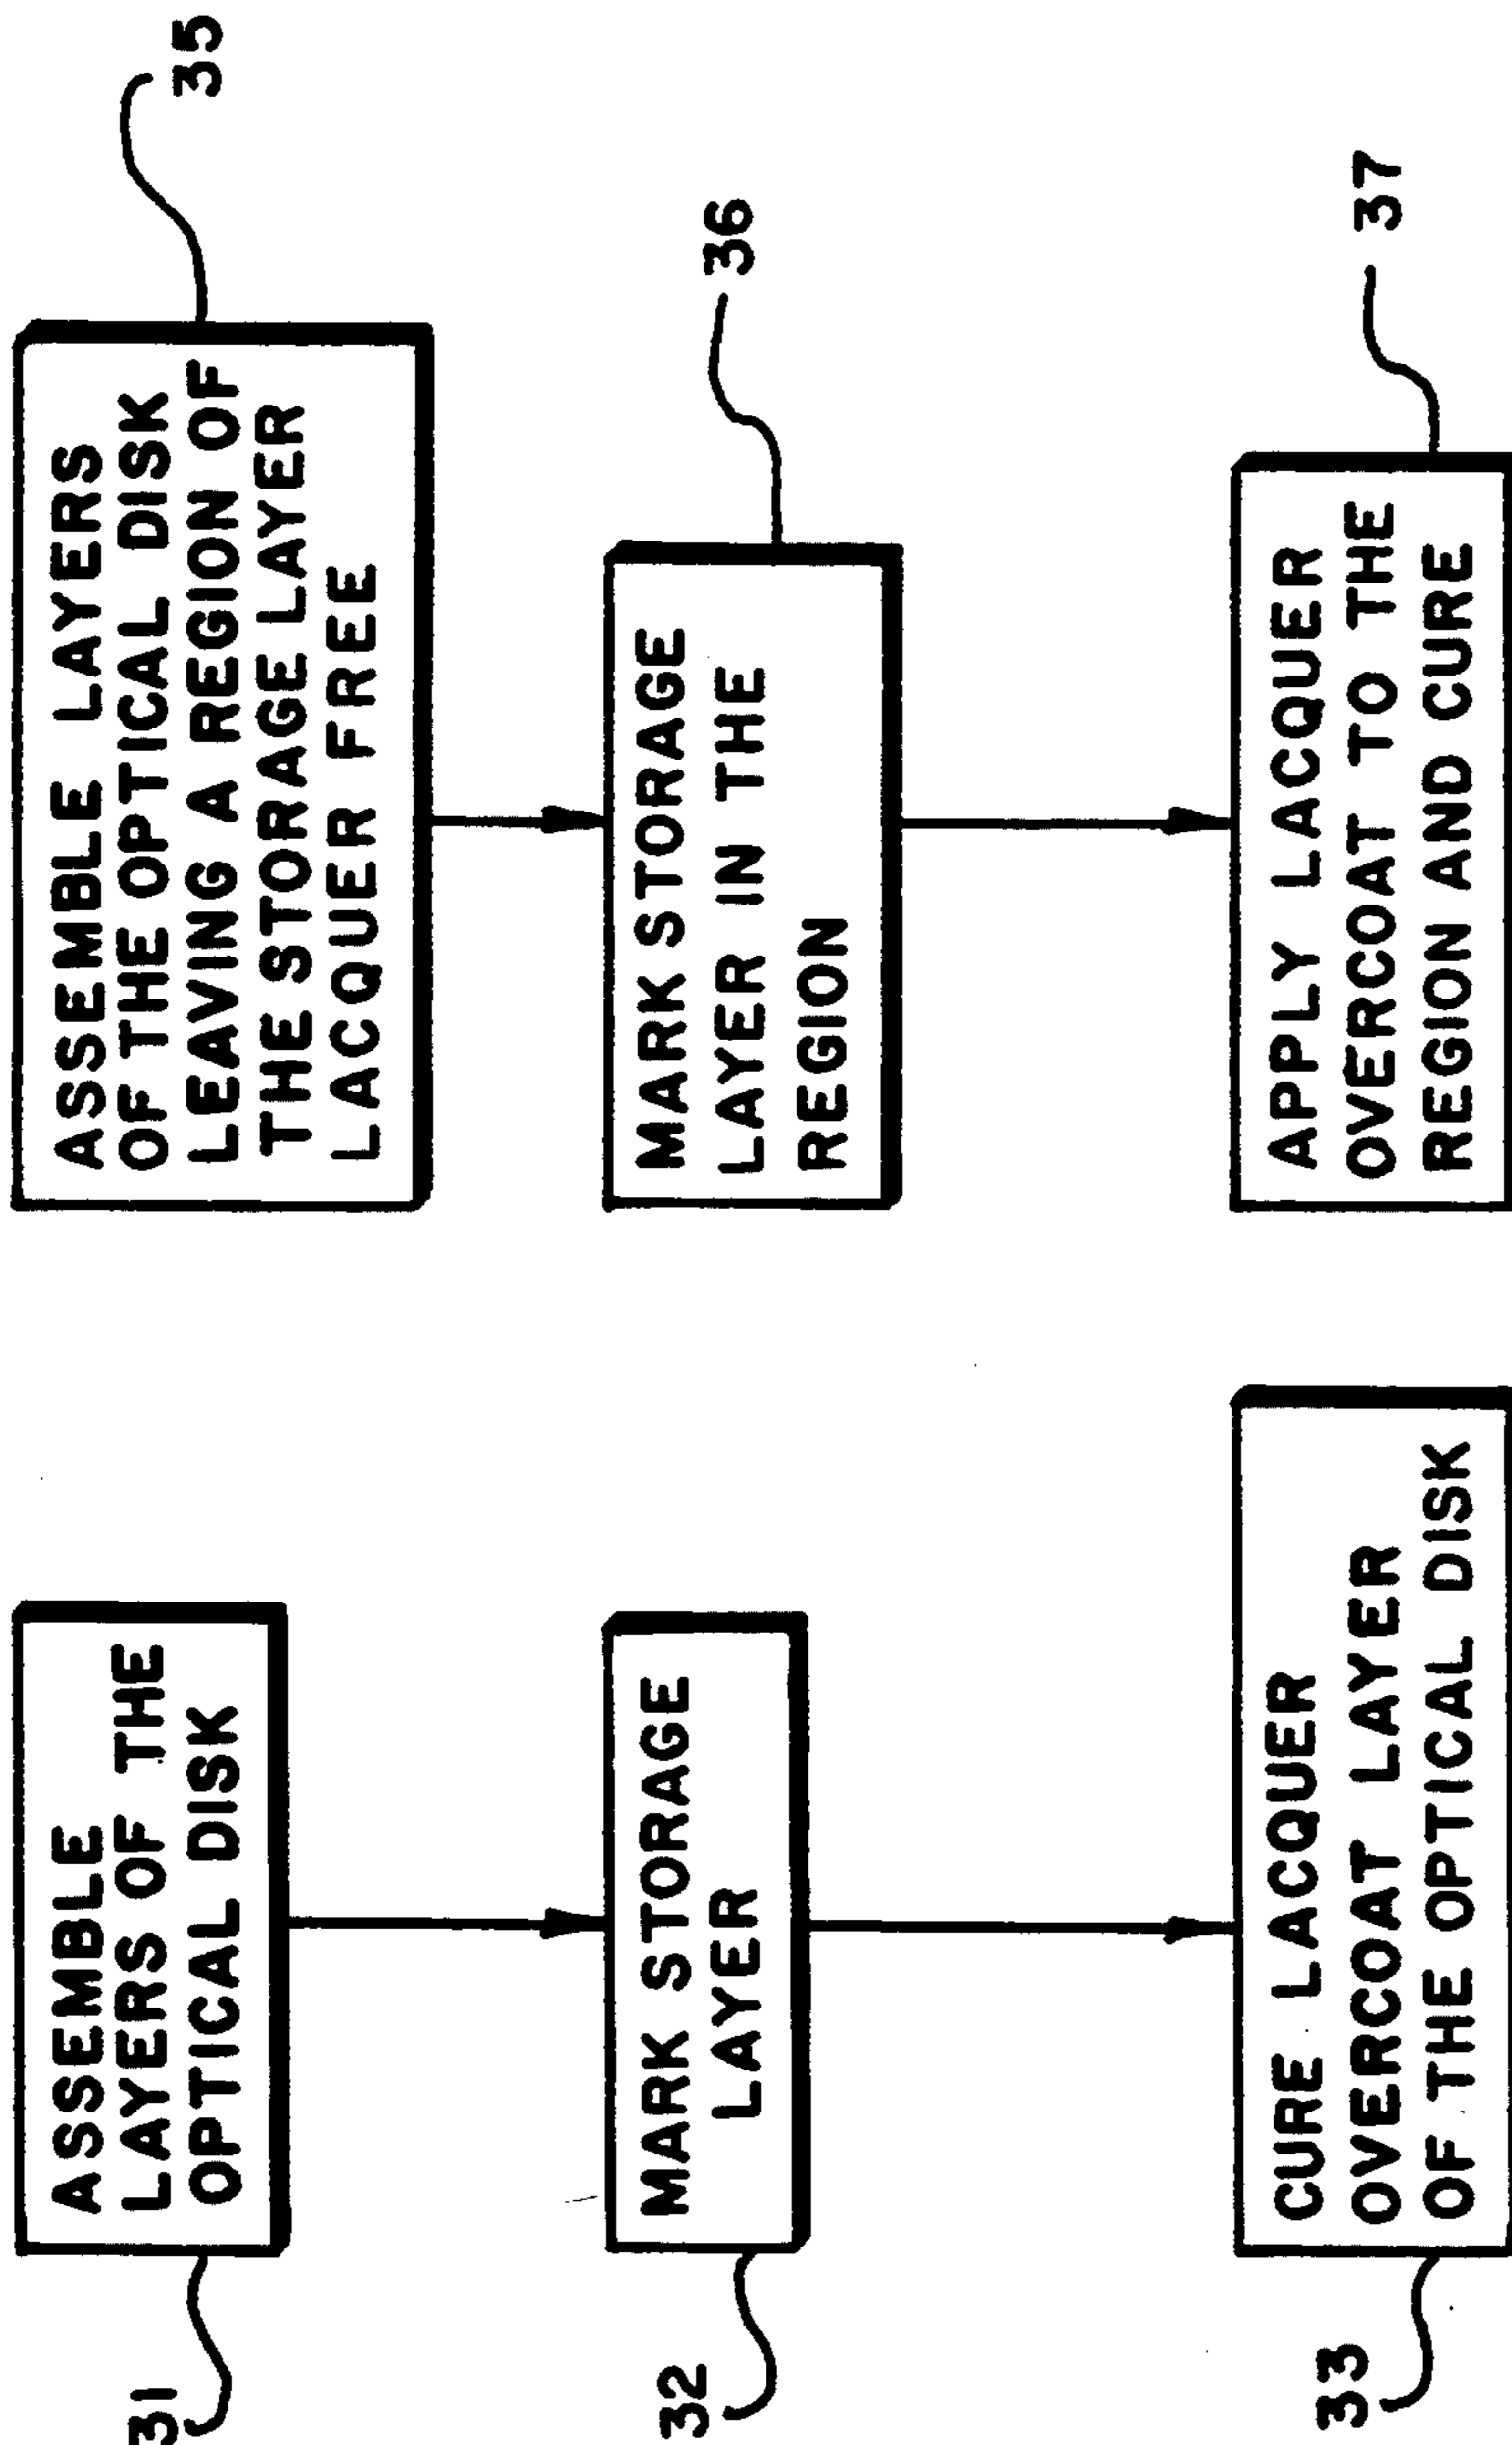 31
ASSEMBLE
LAYERS OF THE
OPTICAL DISK
32
MARK STORAGE
LAYER
33
CURE LACQUER
OVERCOAT LAYER
OF THE OPTICAL DISK
35
ASSEMBLE LAYERS
OF THE OPTICAL DISK
LEAVING A REGION OF
THE STORAGE LAYER
LACQUER FREE
36
MARK STORAGE
LAYER IN THE
REGION
37
APPLY LACQUER
OVERCOAT TO THE
REGION AND CURE